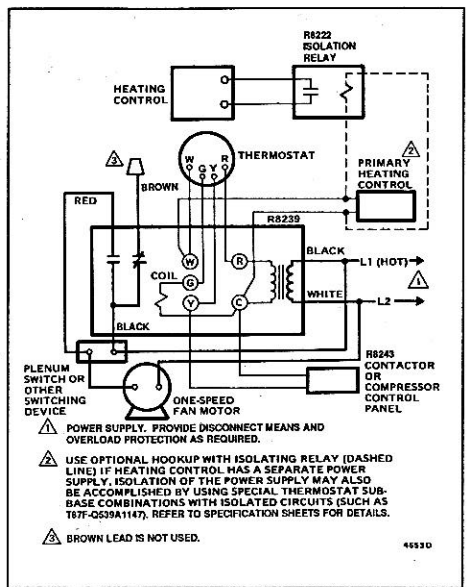 R8222
ISOLATION
RELAY
HEATING
CONTROL
THERMOSTAT
W G Y R
3
BROWN
2
PRIMARY
HEATING
CONTROL
RED
R8239
BLACK
L1 (HOT)
W
R
COIL
G
1
Y
C
WHITE
L2
BLACK
PLENUM
SWITCH OR
OTHER
SWITCHING
DEVICE
ONE-SPEED
FAN MOTOR
R8243
CONTACTOR
OR
COMPRESSOR
CONTROL
PANEL
1 POWER SUPPLY. PROVIDE DISCONNECT MEANS AND
OVERLOAD PROTECTION AS REQUIRED.
2 USE OPTIONAL HOOKUP WITH ISOLATING RELAY (DASHED
LINE) IF HEATING CONTROL HAS A SEPARATE POWER
SUPPLY. ISOLATION OF THE POWER SUPPLY MAY ALSO
BE ACCOMPLISHED BY USING SPECIAL THERMOSTAT SUB-
BASE COMBINATIONS WITH ISOLATED CIRCUITS (SUCH AS
T87F-Q539A1147). REFER TO SPECIFICATION SHEETS FOR DETAILS.
3 BROWN LEAD IS NOT USED.
4653D